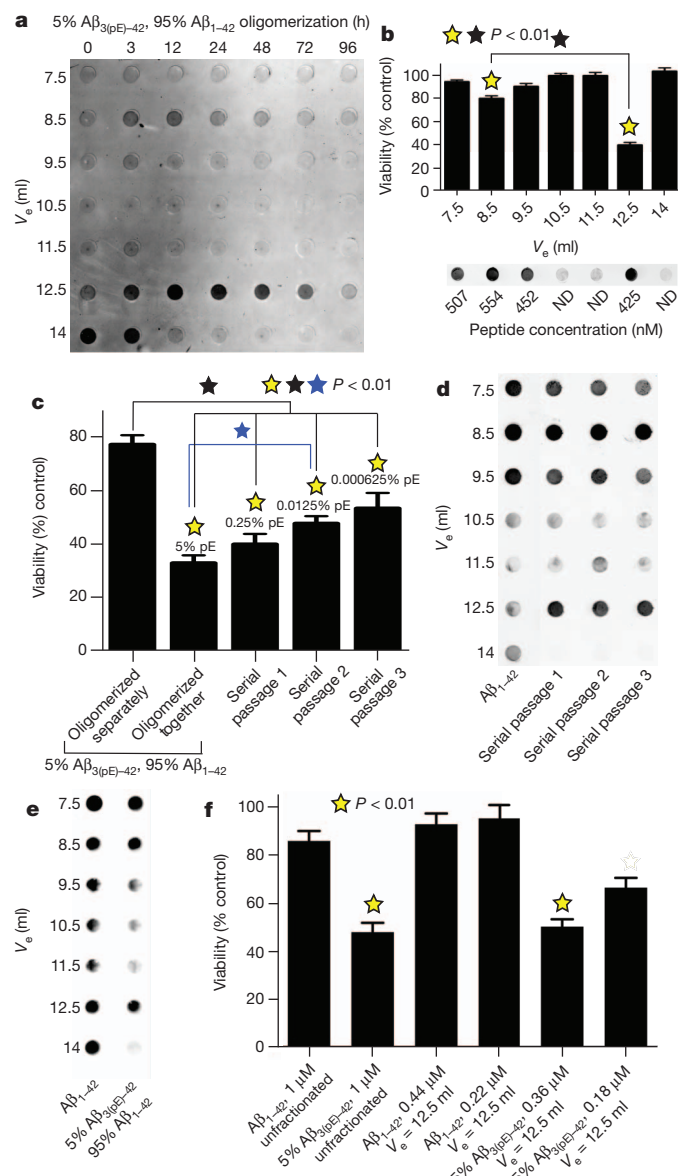 a
5% Aβ3(pE)–42, 95% Aβ1–42 oligomerization (h)
0 3 12 24 48 72 96
7.5
8.5
9.5
10.5
11.5
12.5
14
Ve (ml)
b
P < 0.01
Viability (% control)
100
80
60
40
20
0
7.5 8.5 9.5 10.5 11.5 12.5 14
Ve (ml)
507 554 452 ND ND 425 ND
Peptide concentration (nM)
c
P < 0.01
Viability (%) control)
80
60
40
20
0
5% pE
0.25% pE
0.0125% pE
0.000625% pE
Oligomerized separately
Oligomerized together
Serial passage 1
Serial passage 2
Serial passage 3
5% Aβ3(pE)–42, 95% Aβ1–42
d
7.5
8.5
9.5
10.5
11.5
12.5
14
Ve (ml)
Aβ1–42
Serial passage 1
Serial passage 2
Serial passage 3
e
7.5
8.5
9.5
10.5
11.5
12.5
14
Ve (ml)
Aβ1–42
5% Aβ3(pE)–42
95% Aβ1–42
f
P < 0.01
Viability (% control)
100
80
60
40
20
0
Aβ1–42, 1 μM
unfractionated
5% Aβ3(pE)–42, 1 μM
unfractionated
Aβ1–42, 0.44 μM
Ve = 12.5 ml
Aβ1–42, 0.22 μM
Ve = 12.5 ml
5% Aβ3(pE)–42, 0.36 μM
Ve = 12.5 ml
5% Aβ3(pE)–42, 0.18 μM
Ve = 12.5 ml